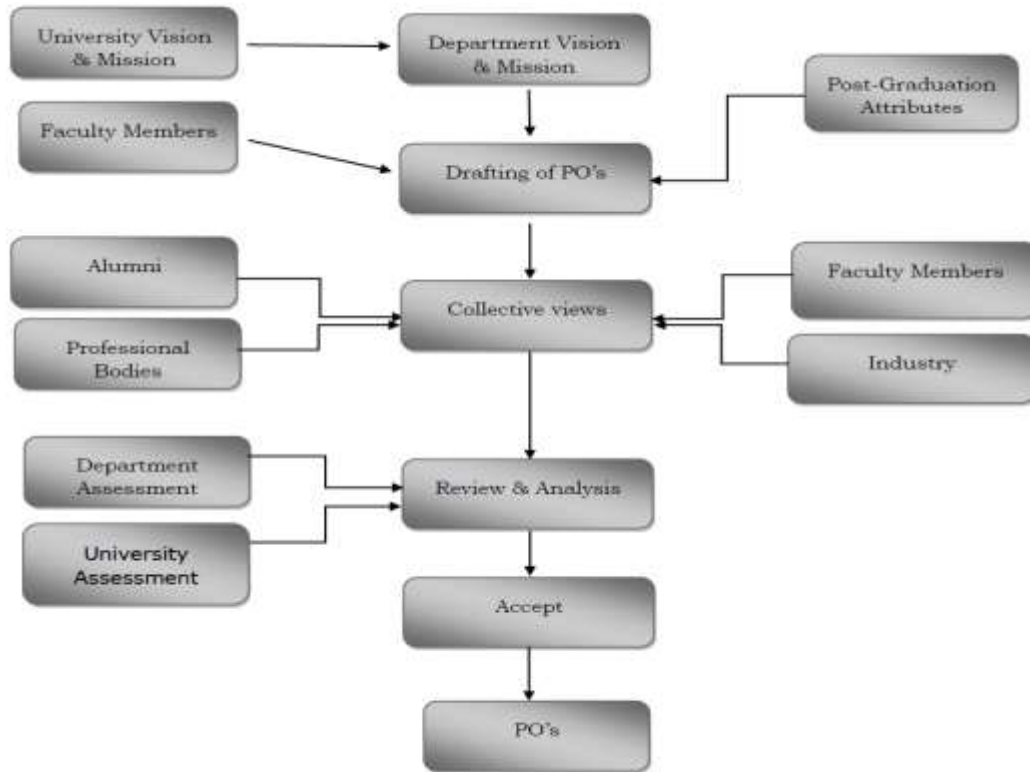 University Vision
& Mission
Department Vision
& Mission
Post-Graduation
Attributes
Faculty Members
Drafting of PO's
Alumni
Collective views
Faculty Members
Professional
Bodies
Industry
Department
Assessment
Review & Analysis
University
Assessment
Accept
PO's